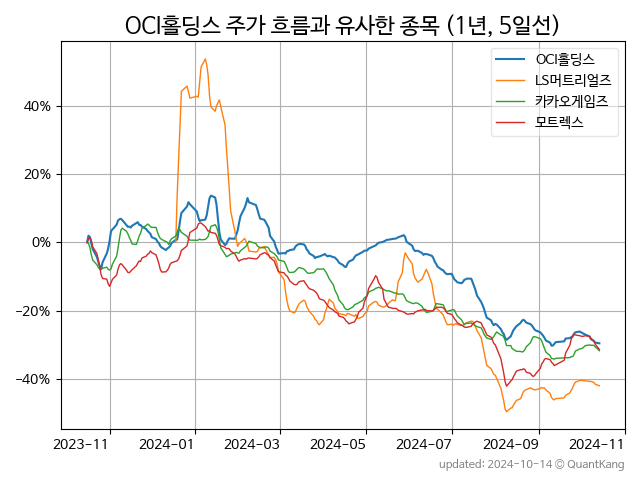 OCI홀딩스 주가 흐름과 유사한 종목 (1년, 5일선)
OCI홀딩스
LS머트리얼즈
카카오게임즈
모트렉스
40%
20%
0%
−20%
−40%
2023-11 2024-01 2024-03 2024-05 2024-07 2024-09 2024-11
updated: 2024-10-14 © QuantKang